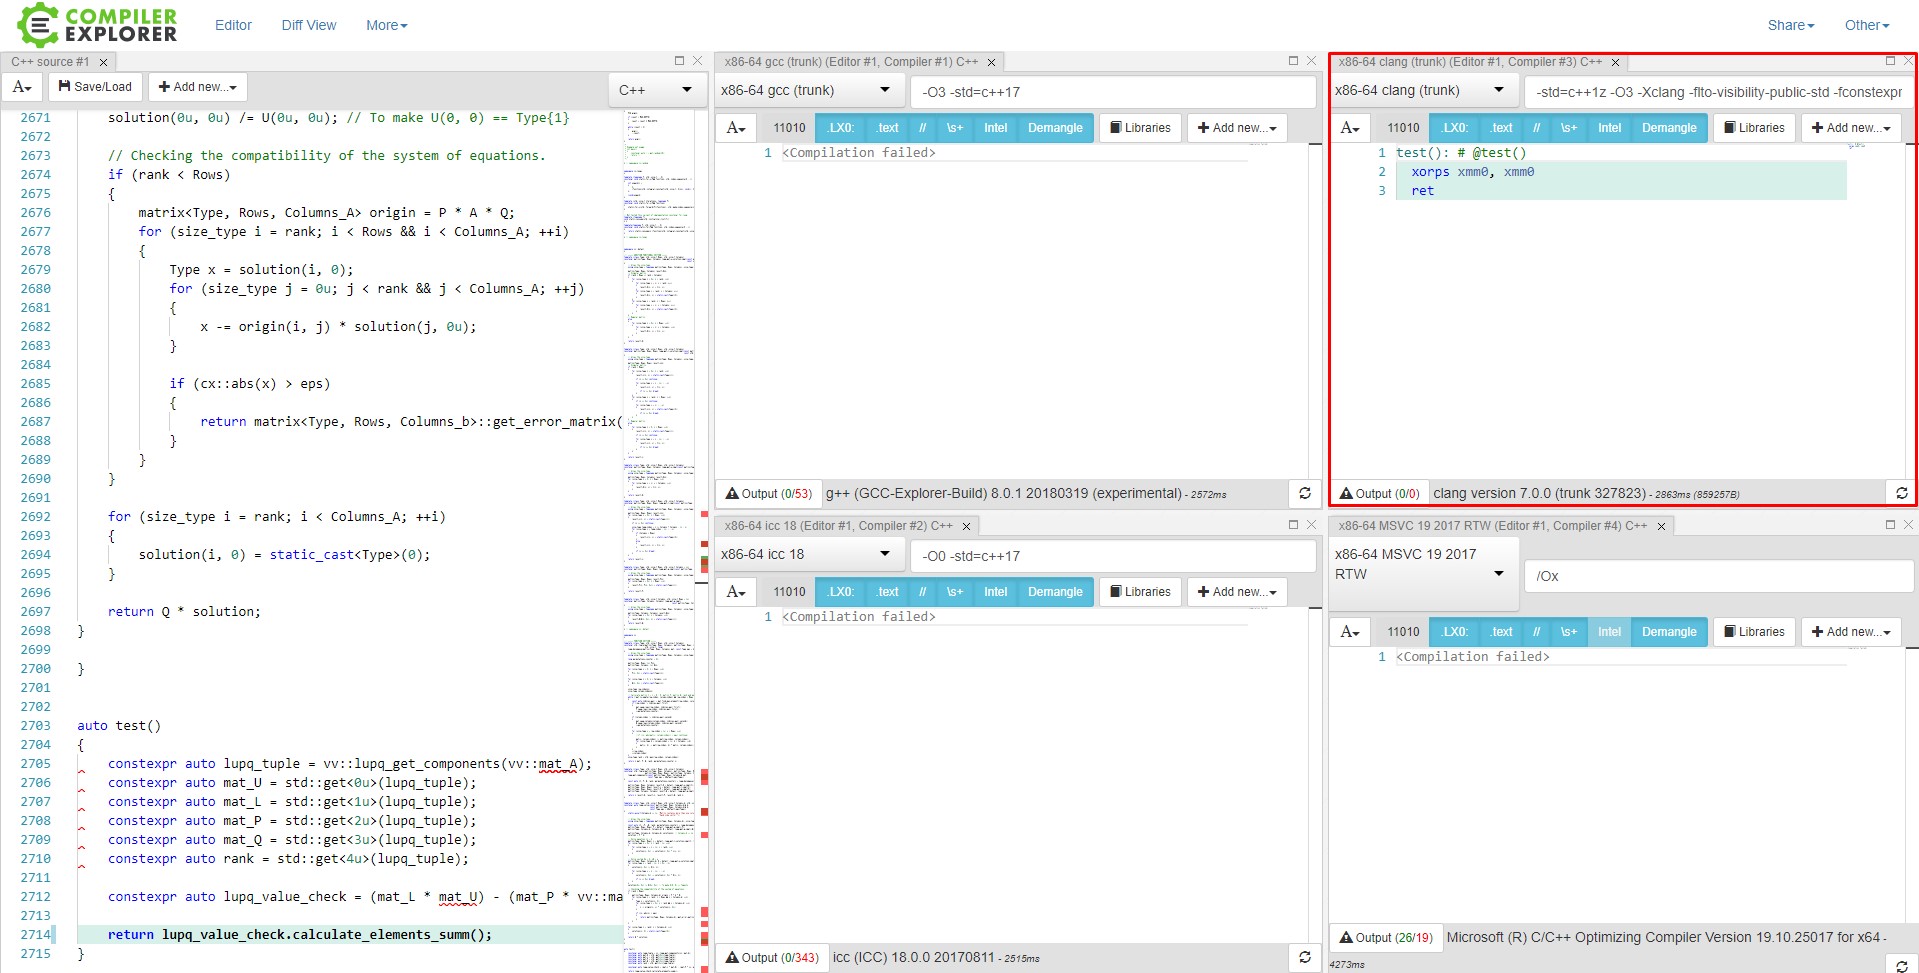 COMPILER
EXPLORER
Editor
Diff View
More
Share
Other
C++ source #1
A
Save/Load
Add new...
C++
2671 solution(0u, 0u) /= U(0u, 0u); // To make U(0, 0) == Type{1}
2672
2673 // Checking the compatibility of the system of equations.
2674 if (rank < Rows)
2675 {
2676 matrix<Type, Rows, Columns_A> origin = P * A * Q;
2677 for (size_type i = rank; i < Rows && i < Columns_A; ++i)
2678 {
2679 Type x = solution(i, 0);
2680 for (size_type j = 0u; j < rank && j < Columns_A; ++j)
2681 {
2682 x -= origin(i, j) * solution(j, 0u);
2683 }
2684
2685 if (cx::abs(x) > eps)
2686 {
2687 return matrix<Type, Rows, Columns_b>::get_error_matrix(
2688 }
2689 }
2690 }
2691
2692 for (size_type i = rank; i < Columns_A; ++i)
2693 {
2694 solution(i, 0) = static_cast<Type>(0);
2695 }
2696
2697 return Q * solution;
2698 }
2699
2700 }
2701
2702
2703 auto test()
2704 {
2705 constexpr auto lupq_tuple = vv::lupq_get_components(vv::mat_A);
2706 constexpr auto mat_U = std::get<0u>(lupq_tuple);
2707 constexpr auto mat_L = std::get<1u>(lupq_tuple);
2708 constexpr auto mat_P = std::get<2u>(lupq_tuple);
2709 constexpr auto mat_Q = std::get<3u>(lupq_tuple);
2710 constexpr auto rank = std::get<4u>(lupq_tuple);
2711
2712 constexpr auto lupq_value_check = (mat_L * mat_U) - (mat_P * vv::ma
2713
2714 return lupq_value_check.calculate_elements_summ();
2715 }
x86-64 gcc (trunk) (Editor #1, Compiler #1) C++
x86-64 gcc (trunk)
-O3 -std=c++17
A 11010 .LX0: .text // \s+ Intel Demangle Libraries Add new...
1 <Compilation failed>
Output (0/53) g++ (GCC-Explorer-Build) 8.0.1 20180319 (experimental) - 2572ms
x86-64 icc 18 (Editor #1, Compiler #2) C++
x86-64 icc 18
-O0 -std=c++17
A 11010 .LX0: .text // \s+ Intel Demangle Libraries Add new...
1 <Compilation failed>
Output (0/343) icc (ICC) 18.0.0 20170811 - 2515ms
x86-64 clang (trunk) (Editor #1, Compiler #3) C++
x86-64 clang (trunk)
-std=c++1z -O3 -Xclang -flto-visibility-public-std -fconstexpr
A 11010 .LX0: .text // \s+ Intel Demangle Libraries Add new...
1 test(): # @test()
2 xorps xmm0, xmm0
3 ret
Output (0/0) clang version 7.0.0 (trunk 327823) - 2863ms (859257B)
x86-64 MSVC 19 2017 RTW (Editor #1, Compiler #4) C++
x86-64 MSVC 19 2017
RTW
/Ox
A 11010 .LX0: .text // \s+ Intel Demangle Libraries Add new...
1 <Compilation failed>
Output (26/19) Microsoft (R) C/C++ Optimizing Compiler Version 19.10.25017 for x64 -
4273ms